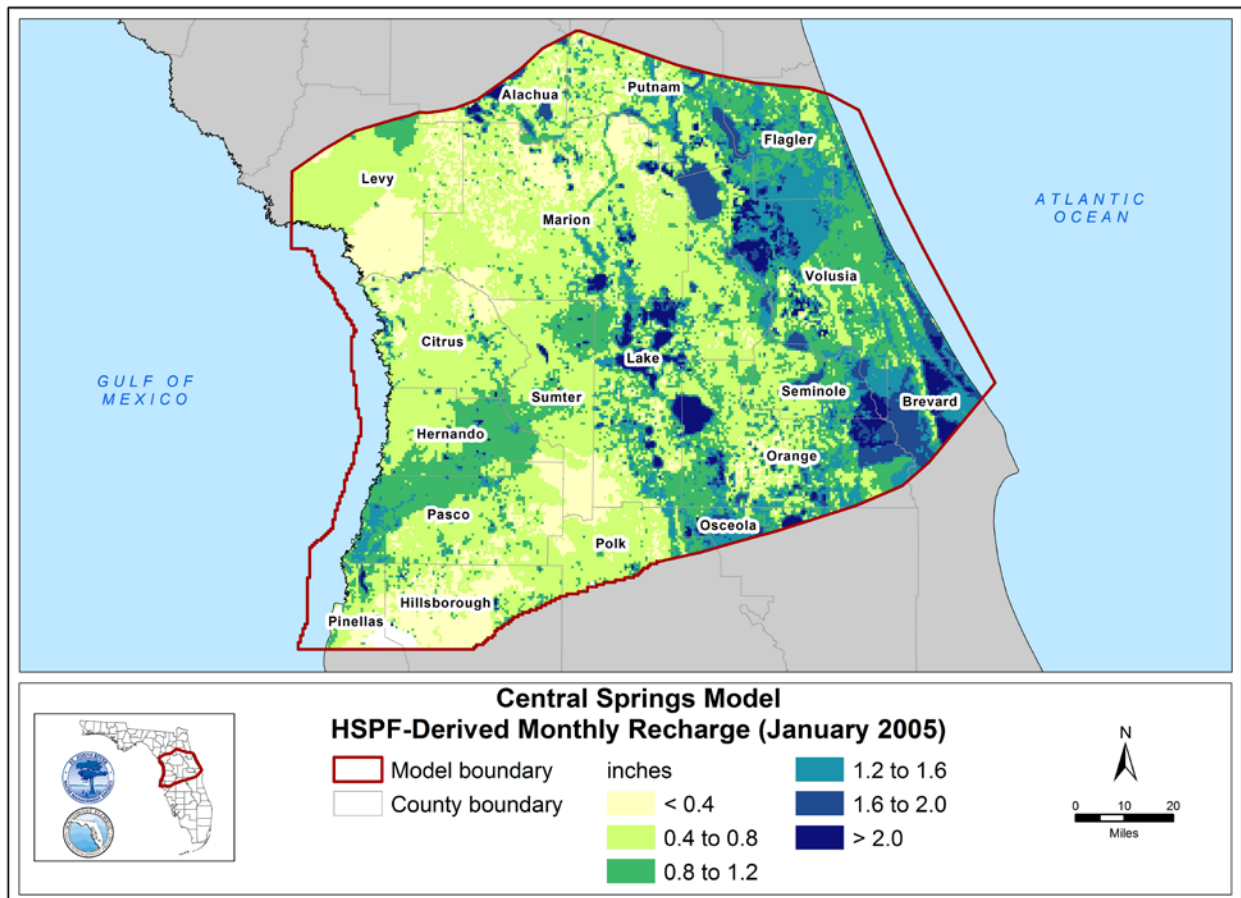 Alachua
Putnam
Flagler
Levy
Marion
ATLANTIC
OCEAN
Volusia
Citrus
Lake
GULF OF
MEXICO
Sumter
Seminole
Brevard
Hernando
Orange
Pasco
Osceola
Polk
Hillsborough
Pinellas
Central Springs Model
HSPF-Derived Monthly Recharge (January 2005)
Model boundary
County boundary
inches
< 0.4
0.4 to 0.8
0.8 to 1.2
1.2 to 1.6
1.6 to 2.0
> 2.0
N
0 10 20
Miles